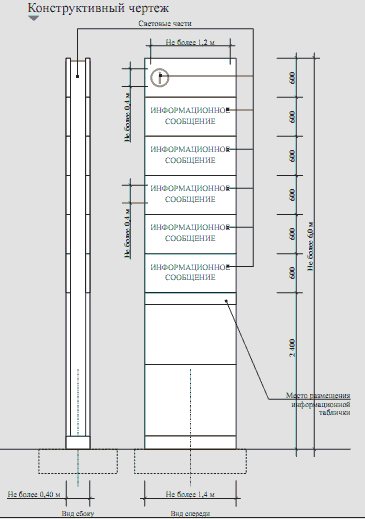 Конструктивный чертеж
Световые части
Не более 1,2 м
Не более 0,4 м
600
ИНФОРМАЦИОННОЕ
СООБЩЕНИЕ
600
ИНФОРМАЦИОННОЕ
СООБЩЕНИЕ
600
ИНФОРМАЦИОННОЕ
СООБЩЕНИЕ
600
Не более 0,4 м
ИНФОРМАЦИОННОЕ
СООБЩЕНИЕ
600
Не более 6,0 м
ИНФОРМАЦИОННОЕ
СООБЩЕНИЕ
600
2 400
Место размещения
информационной
таблички
Не более 0,40 м
Не более 1,4 м
Вид сбоку
Вид спереди